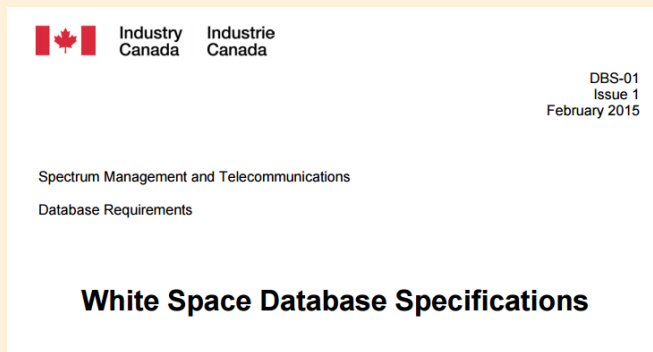 Industry Industrie
Canada Canada
DBS-01
Issue 1
February 2015
Spectrum Management and Telecommunications
Database Requirements
White Space Database Specifications